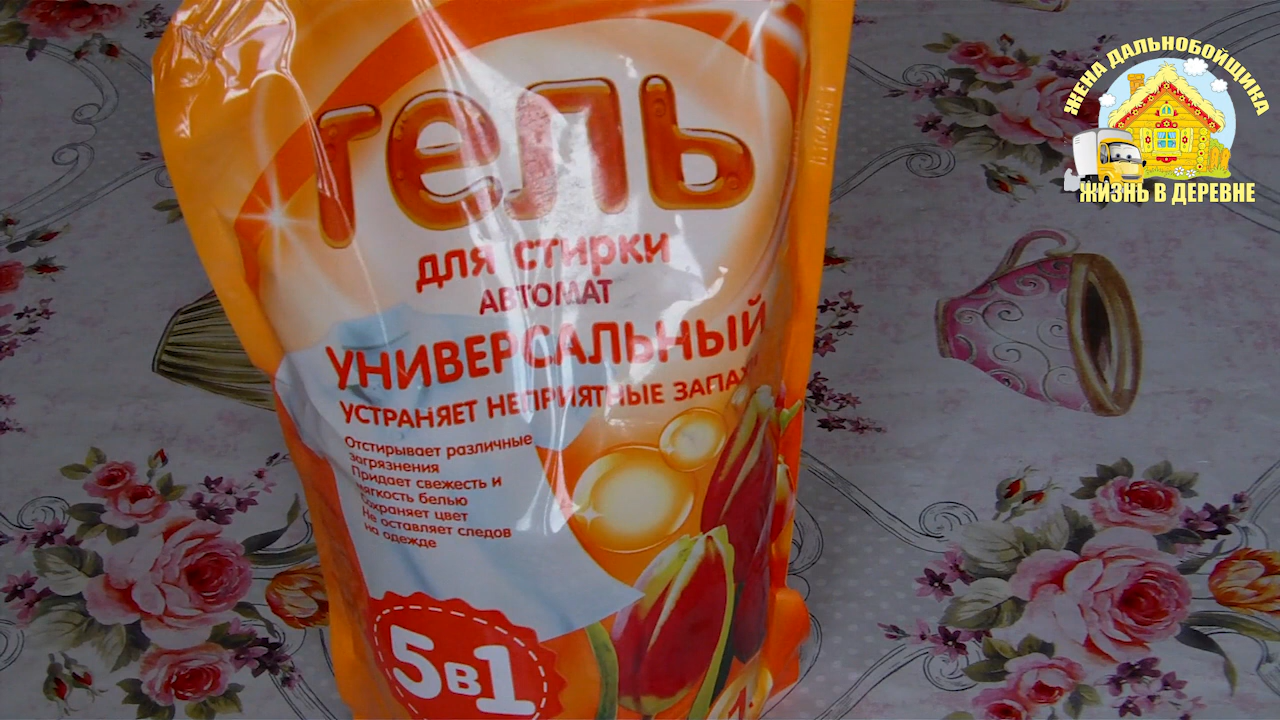 гель
для стирки
АВТОМАТ
УНИВЕРСАЛЬНЫЙ
УСТРАНЯЕТ НЕПРИЯТНЫЕ ЗАПАХИ
Отстирывает различные
загрязнения
Придает свежесть и
мягкость белью
Сохраняет цвет
Не оставляет следов
на одежде
5в1
ЖЕНА ДАЛЬНОБОЙЩИКА
ЖИЗНЬ В ДЕРЕВНЕ